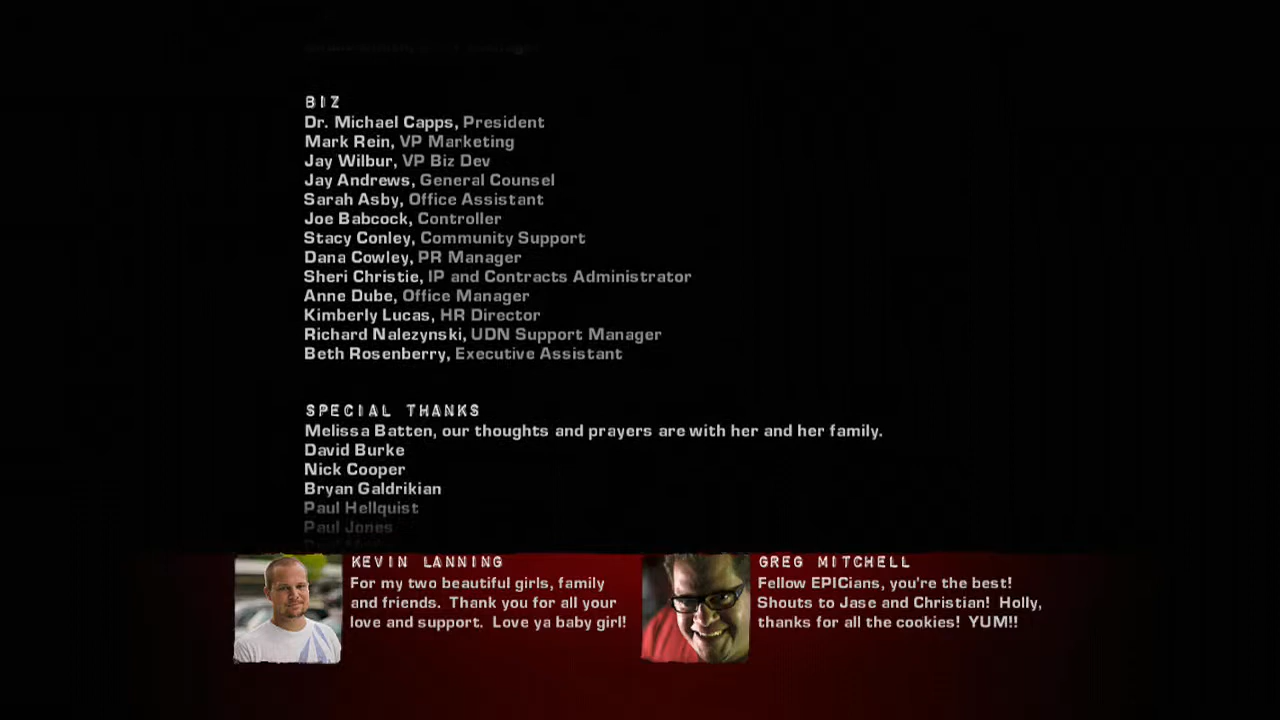 BIZ
Dr. Michael Capps, President
Mark Rein, VP Marketing
Jay Wilbur, VP Biz Dev
Jay Andrews, General Counsel
Sarah Asby, Office Assistant
Joe Babcock, Controller
Stacy Conley, Community Support
Dana Cowley, PR Manager
Sheri Christie, IP and Contracts Administrator
Anne Dube, Office Manager
Kimberly Lucas, HR Director
Richard Nalezynski, UDN Support Manager
Beth Rosenberry, Executive Assistant
SPECIAL THANKS
Melissa Batten, our thoughts and prayers are with her and her family.
David Burke
Nick Cooper
Bryan Galdrikian
Paul Hellquist
Paul Jones
KEVIN LANNING
For my two beautiful girls, family
and friends. Thank you for all your
love and support. Love ya baby girl!
GREG MITCHELL
Fellow EPICians, you're the best!
Shouts to Jase and Christian! Holly,
thanks for all the cookies! YUM!!